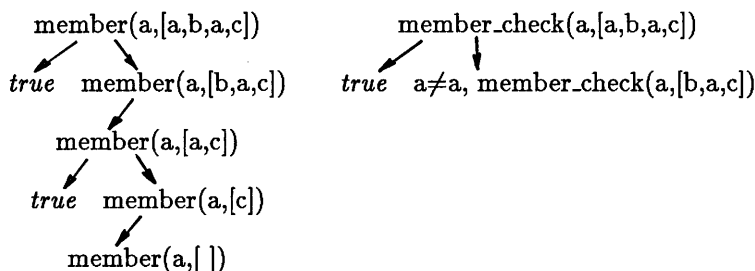 member(a,[a,b,a,c])
true member(a,[b,a,c])
member(a,[a,c])
true member(a,[c])
member(a,[ ])
member_check(a,[a,b,a,c])
true a≠a, member_check(a,[b,a,c])